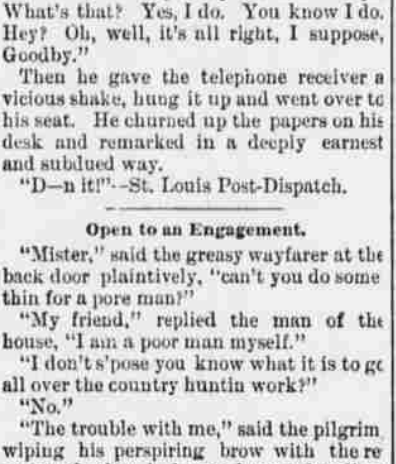 What's that? Yes, I do. You know I do.
Hey? Oh, well, it's all right, I suppose,
Goodby."
Then he gave the telephone receiver a
vicious shake, hung it up and went over to
his seat. He churned up the papers on his
desk and remarked in a deeply earnest
and subdued way.
"D—n it!"--St. Louis Post-Dispatch.
Open to an Engagement.
"Mister," said the greasy wayfarer at the
back door plaintively, "can't you do some
thin for a pore man?"
"My friend," replied the man of the
house, "I am a poor man myself."
"I don't s'pose you know what it is to go
all over the country huntin work?"
"No."
"The trouble with me," said the pilgrim
wiping his perspiring brow with the re